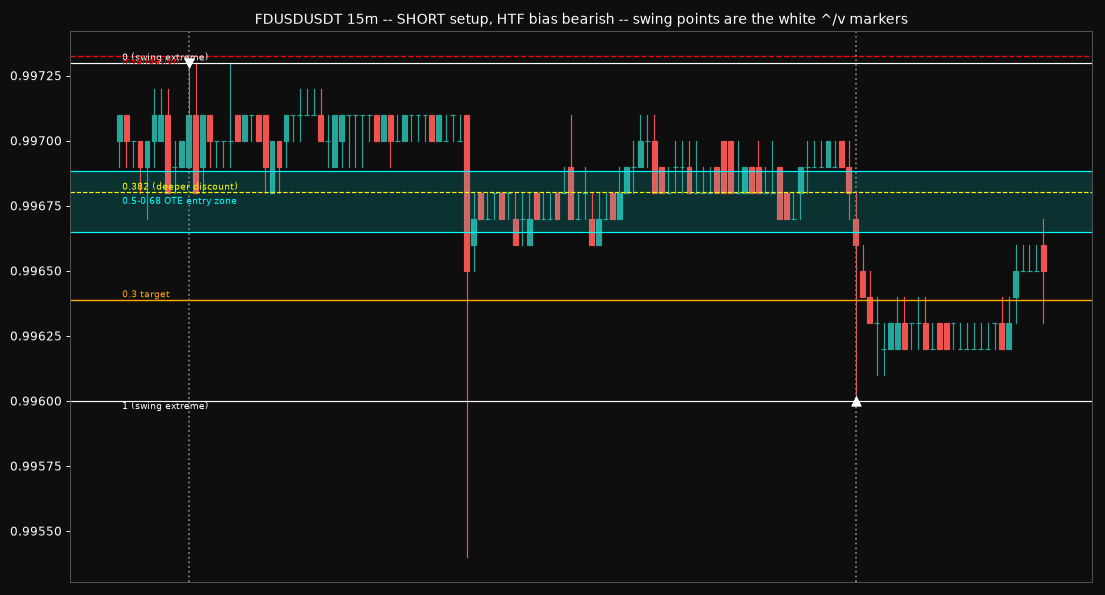 FDUSDUSDT 15m -- SHORT setup, HTF bias bearish -- swing points are the white ^/v markers
0 (swing extreme)
0.99725
0.99700
0.382 (deeper discount)
0.5-0.68 OTE entry zone
0.99675
0.99650
0.3 target
0.99625
0.99600
1 (swing extreme)
0.99575
0.99550